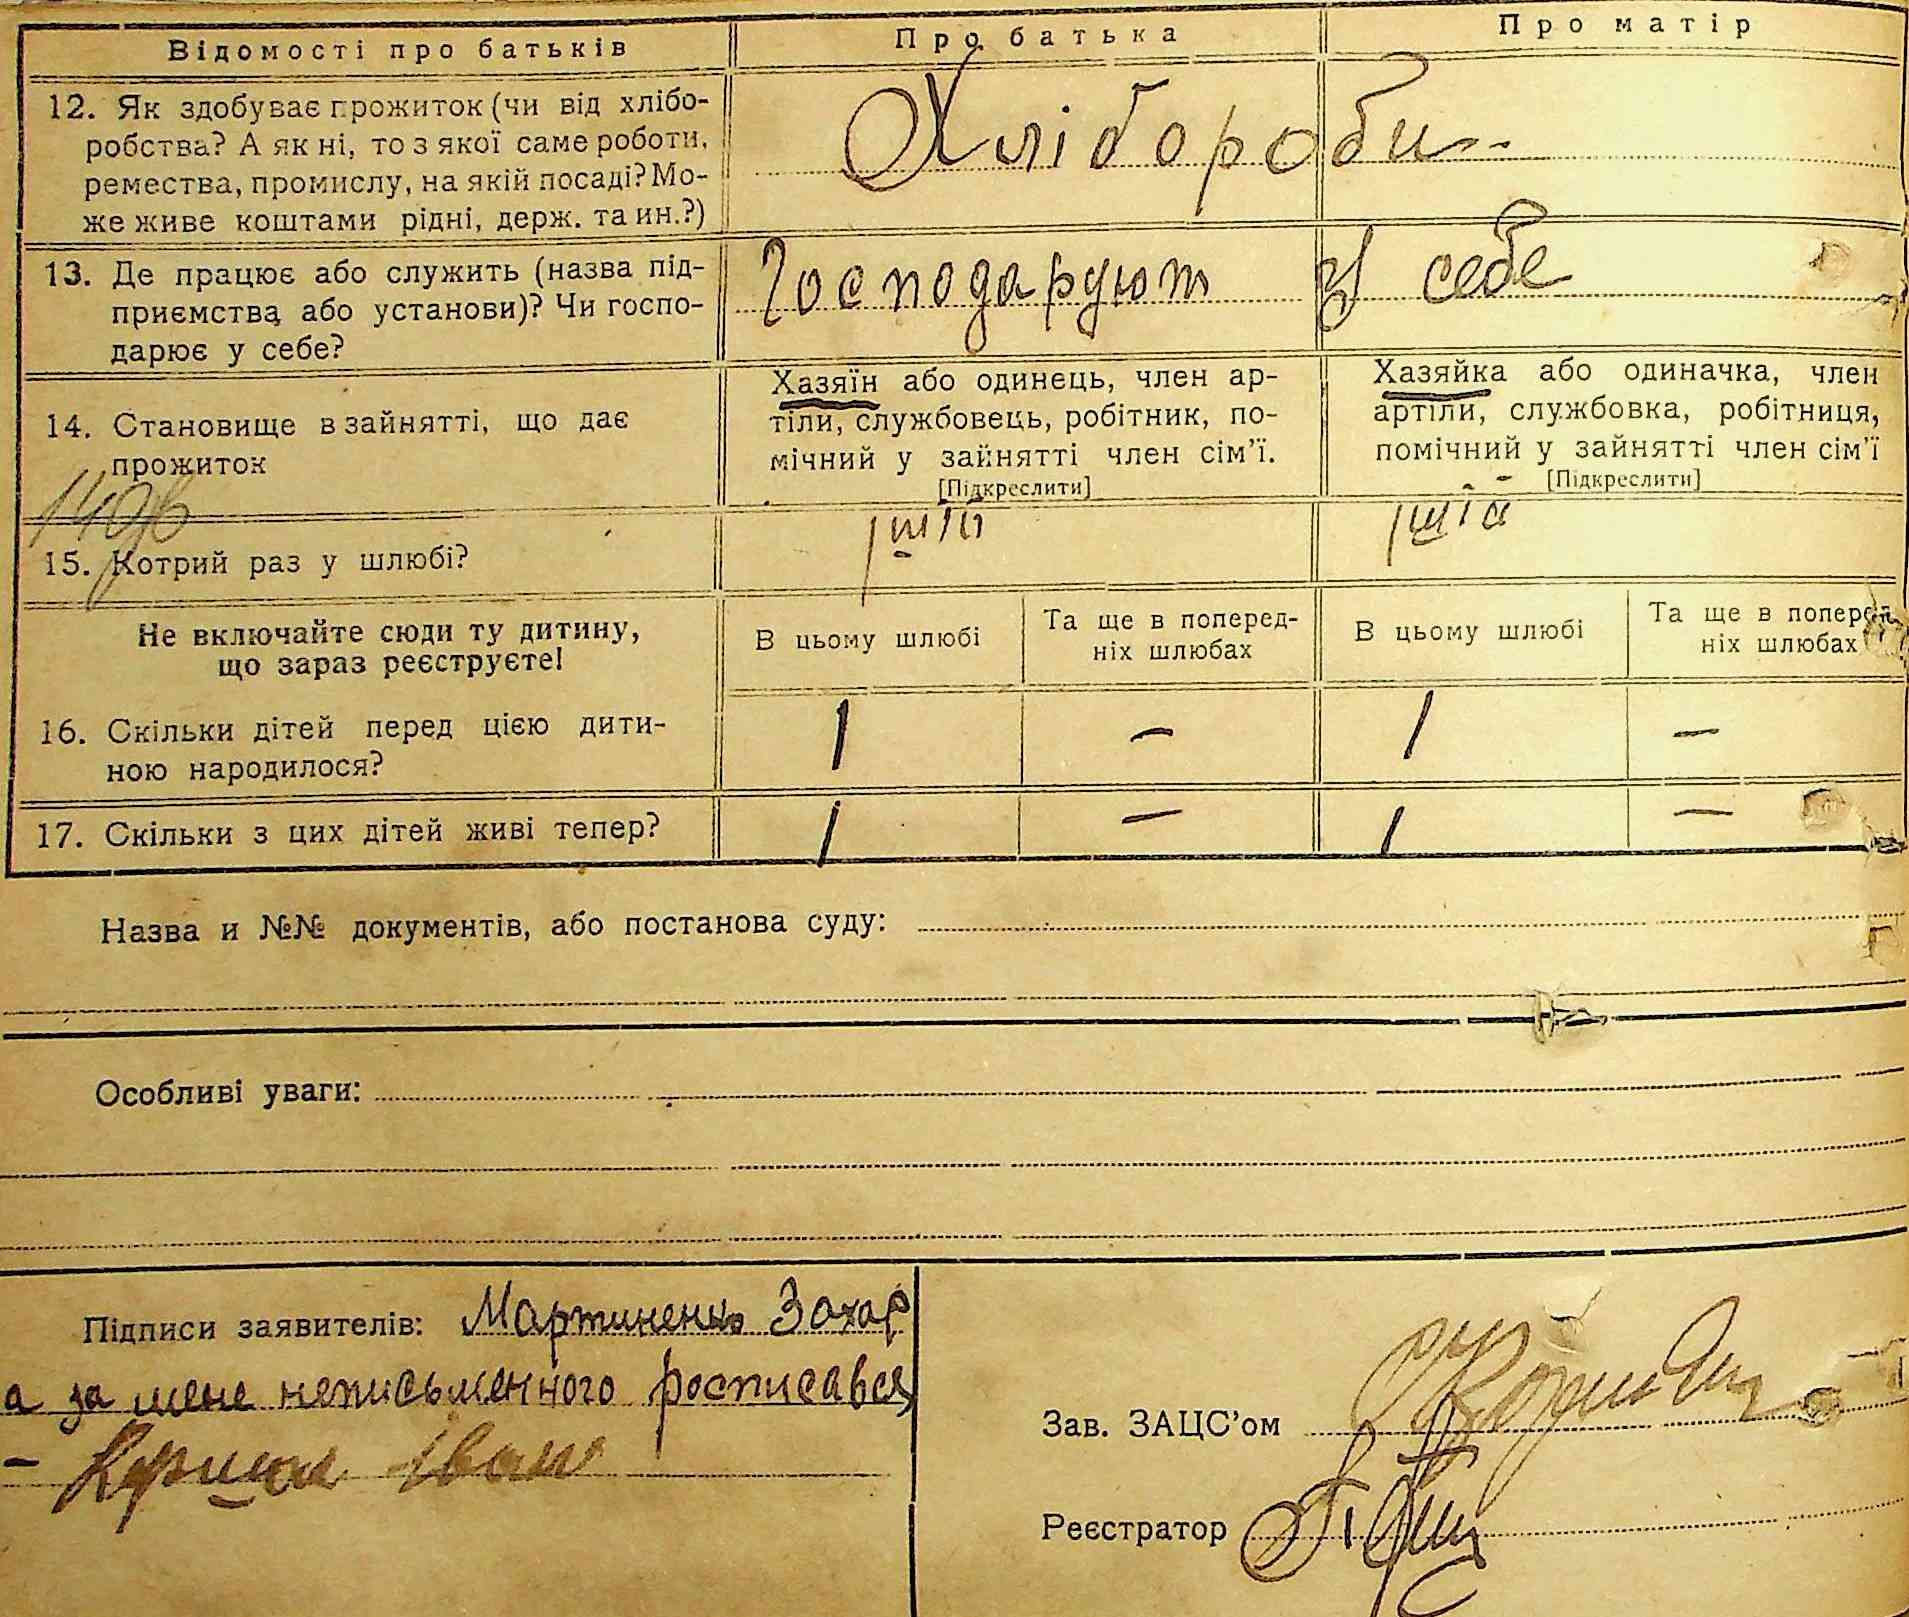 Відомості про батьків Про батька Про матір
12. Як здобуває прожиток (чи від хлібо-
робства? А як ні, то з якої саме роботи,
ремества, промислу, на якій посаді? Мо-
же живе коштами рідні, держ. та ин.?)
Хлібороби
13. Де працює або служить (назва під-
приємства або установи)? Чи госпо-
дарює у себе?
Господарують у себе
14. Становище в зайнятті, що дає
прожиток
Хазяїн або одинець, член ар-
тіли, службовець, робітник, по-
мічний у зайнятті член сім'ї.
[Підкреслити]
Хазяйка або одиначка, член
артіли, службовка, робітниця,
помічний у зайнятті член сім'ї
[Підкреслити]
15. Котрий раз у шлюбі? 1ший 1ший
Не включайте сюди ту дитину,
що зараз реєструєте!
В цьому шлюбі
Та ще в поперед-
ніх шлюбах
В цьому шлюбі
Та ще в поперед-
ніх шлюбах
16. Скільки дітей перед цією дити-
ною народилося?
1 — 1 —
17. Скільки з цих дітей живі тепер? 1 — 1 —
Назва и №№ документів, або постанова суду:
Особливі уваги:
Підписи заявителів: Мартиненко Захар
а за мене неписьменного росписався
Іван
Зав. ЗАЦС'ом
Реєстратор